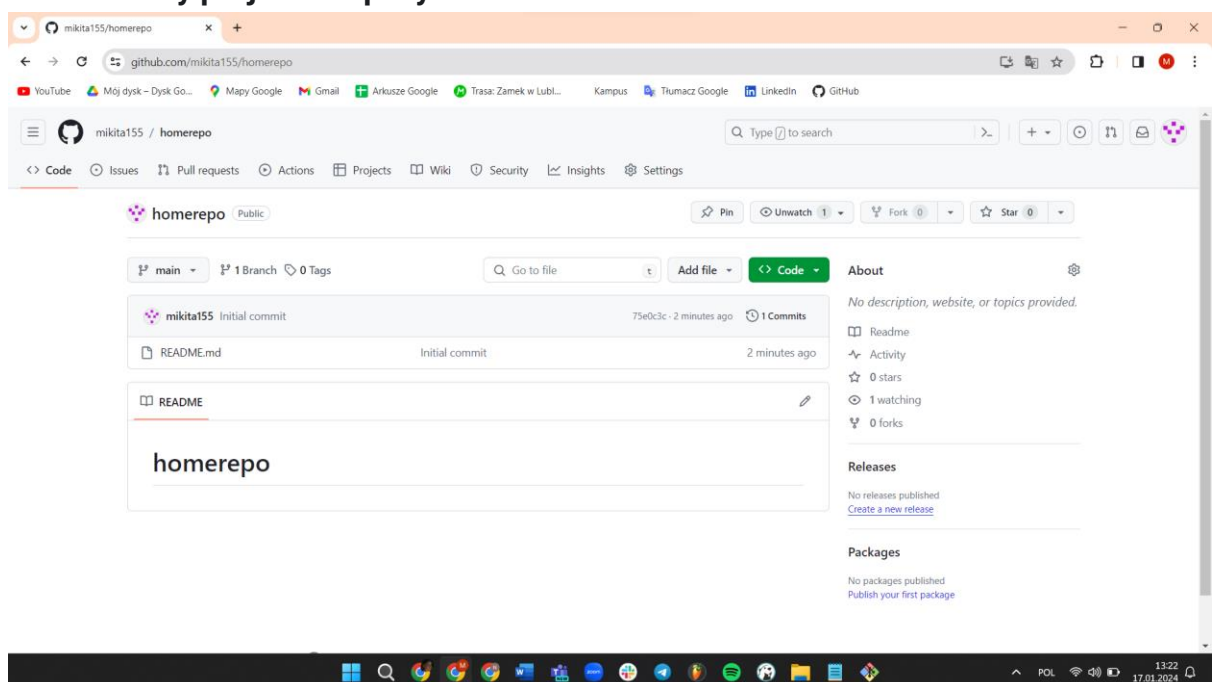 mikita155/homerepo
github.com/mikita155/homerepo
M
YouTube Mój dysk – Dysk Go... Mapy Google Gmail Arkusze Google Trasa: Zamek w Lubl... Kampus Tłumacz Google LinkedIn GitHub
mikita155 / homerepo Type / to search
Code Issues Pull requests Actions Projects Wiki Security Insights Settings
homerepo Public Pin Unwatch 1 Fork 0 Star 0
main 1 Branch 0 Tags Go to file t Add file Code About
No description, website, or topics provided.
mikita155 Initial commit 75e0c3c · 2 minutes ago 1 Commits
Readme
README.md Initial commit 2 minutes ago
Activity
0 stars
README
1 watching
0 forks
homerepo
Releases
No releases published
Create a new release
Packages
No packages published
Publish your first package
POL 13:22
17.01.2024